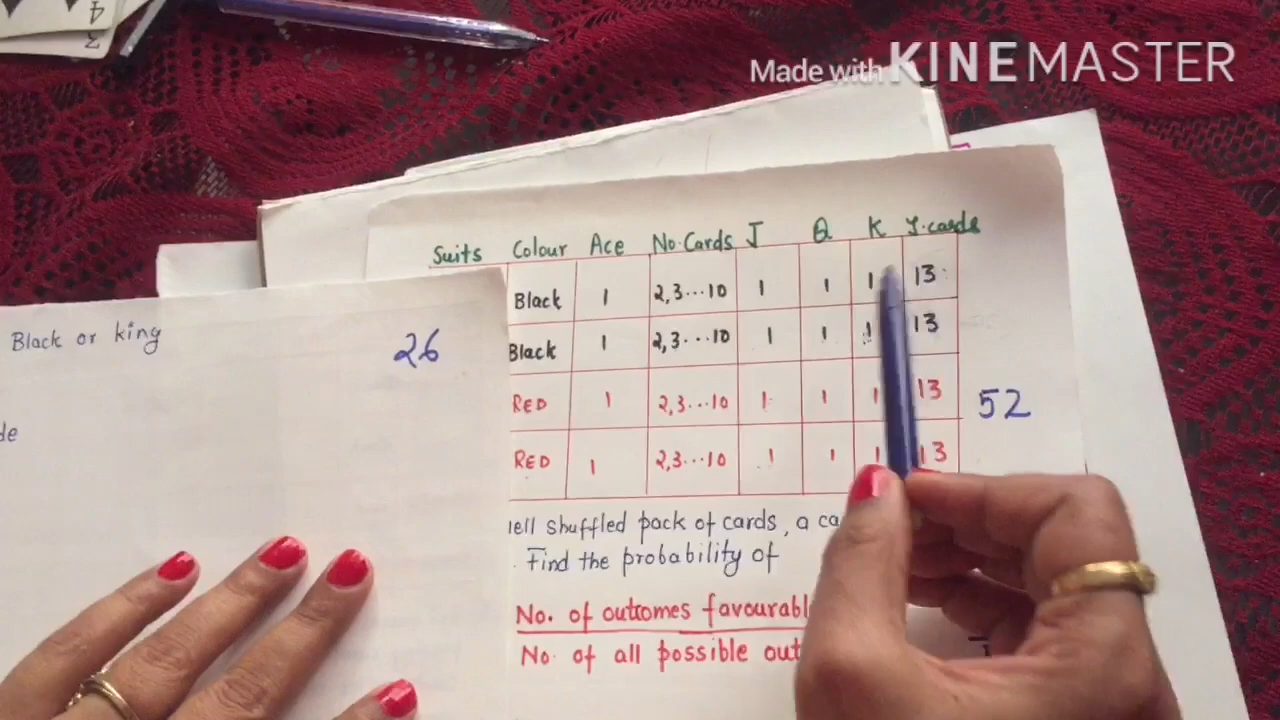 Made with KINEMASTER
Suits Colour Ace No. Cards J Q K T. cards
Black 1 2,3...10 1 1 1 13
Black 1 2,3...10 1 1 1 13
RED 1 2,3...10 1 1 1 13
RED 1 2,3...10 1 1 1 13
52
Black or king 26
shuffled pack of cards, a
Find the probability of
No. of outcomes
No. of all possible
4
3